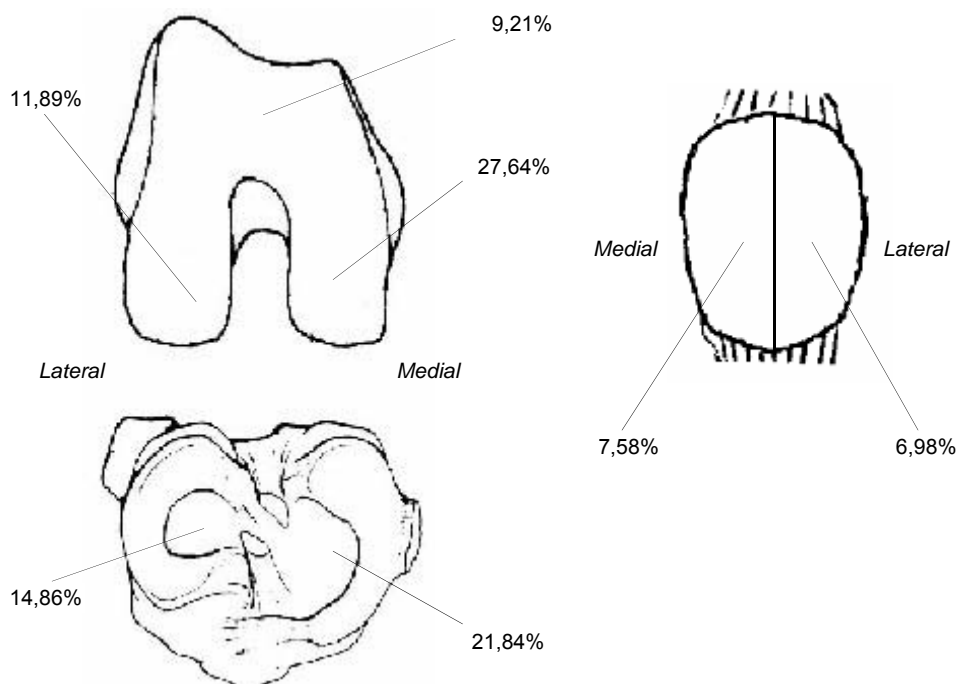 9,21%
11,89%
27,64%
Lateral
Medial
14,86%
21,84%
Medial
Lateral
7,58%
6,98%